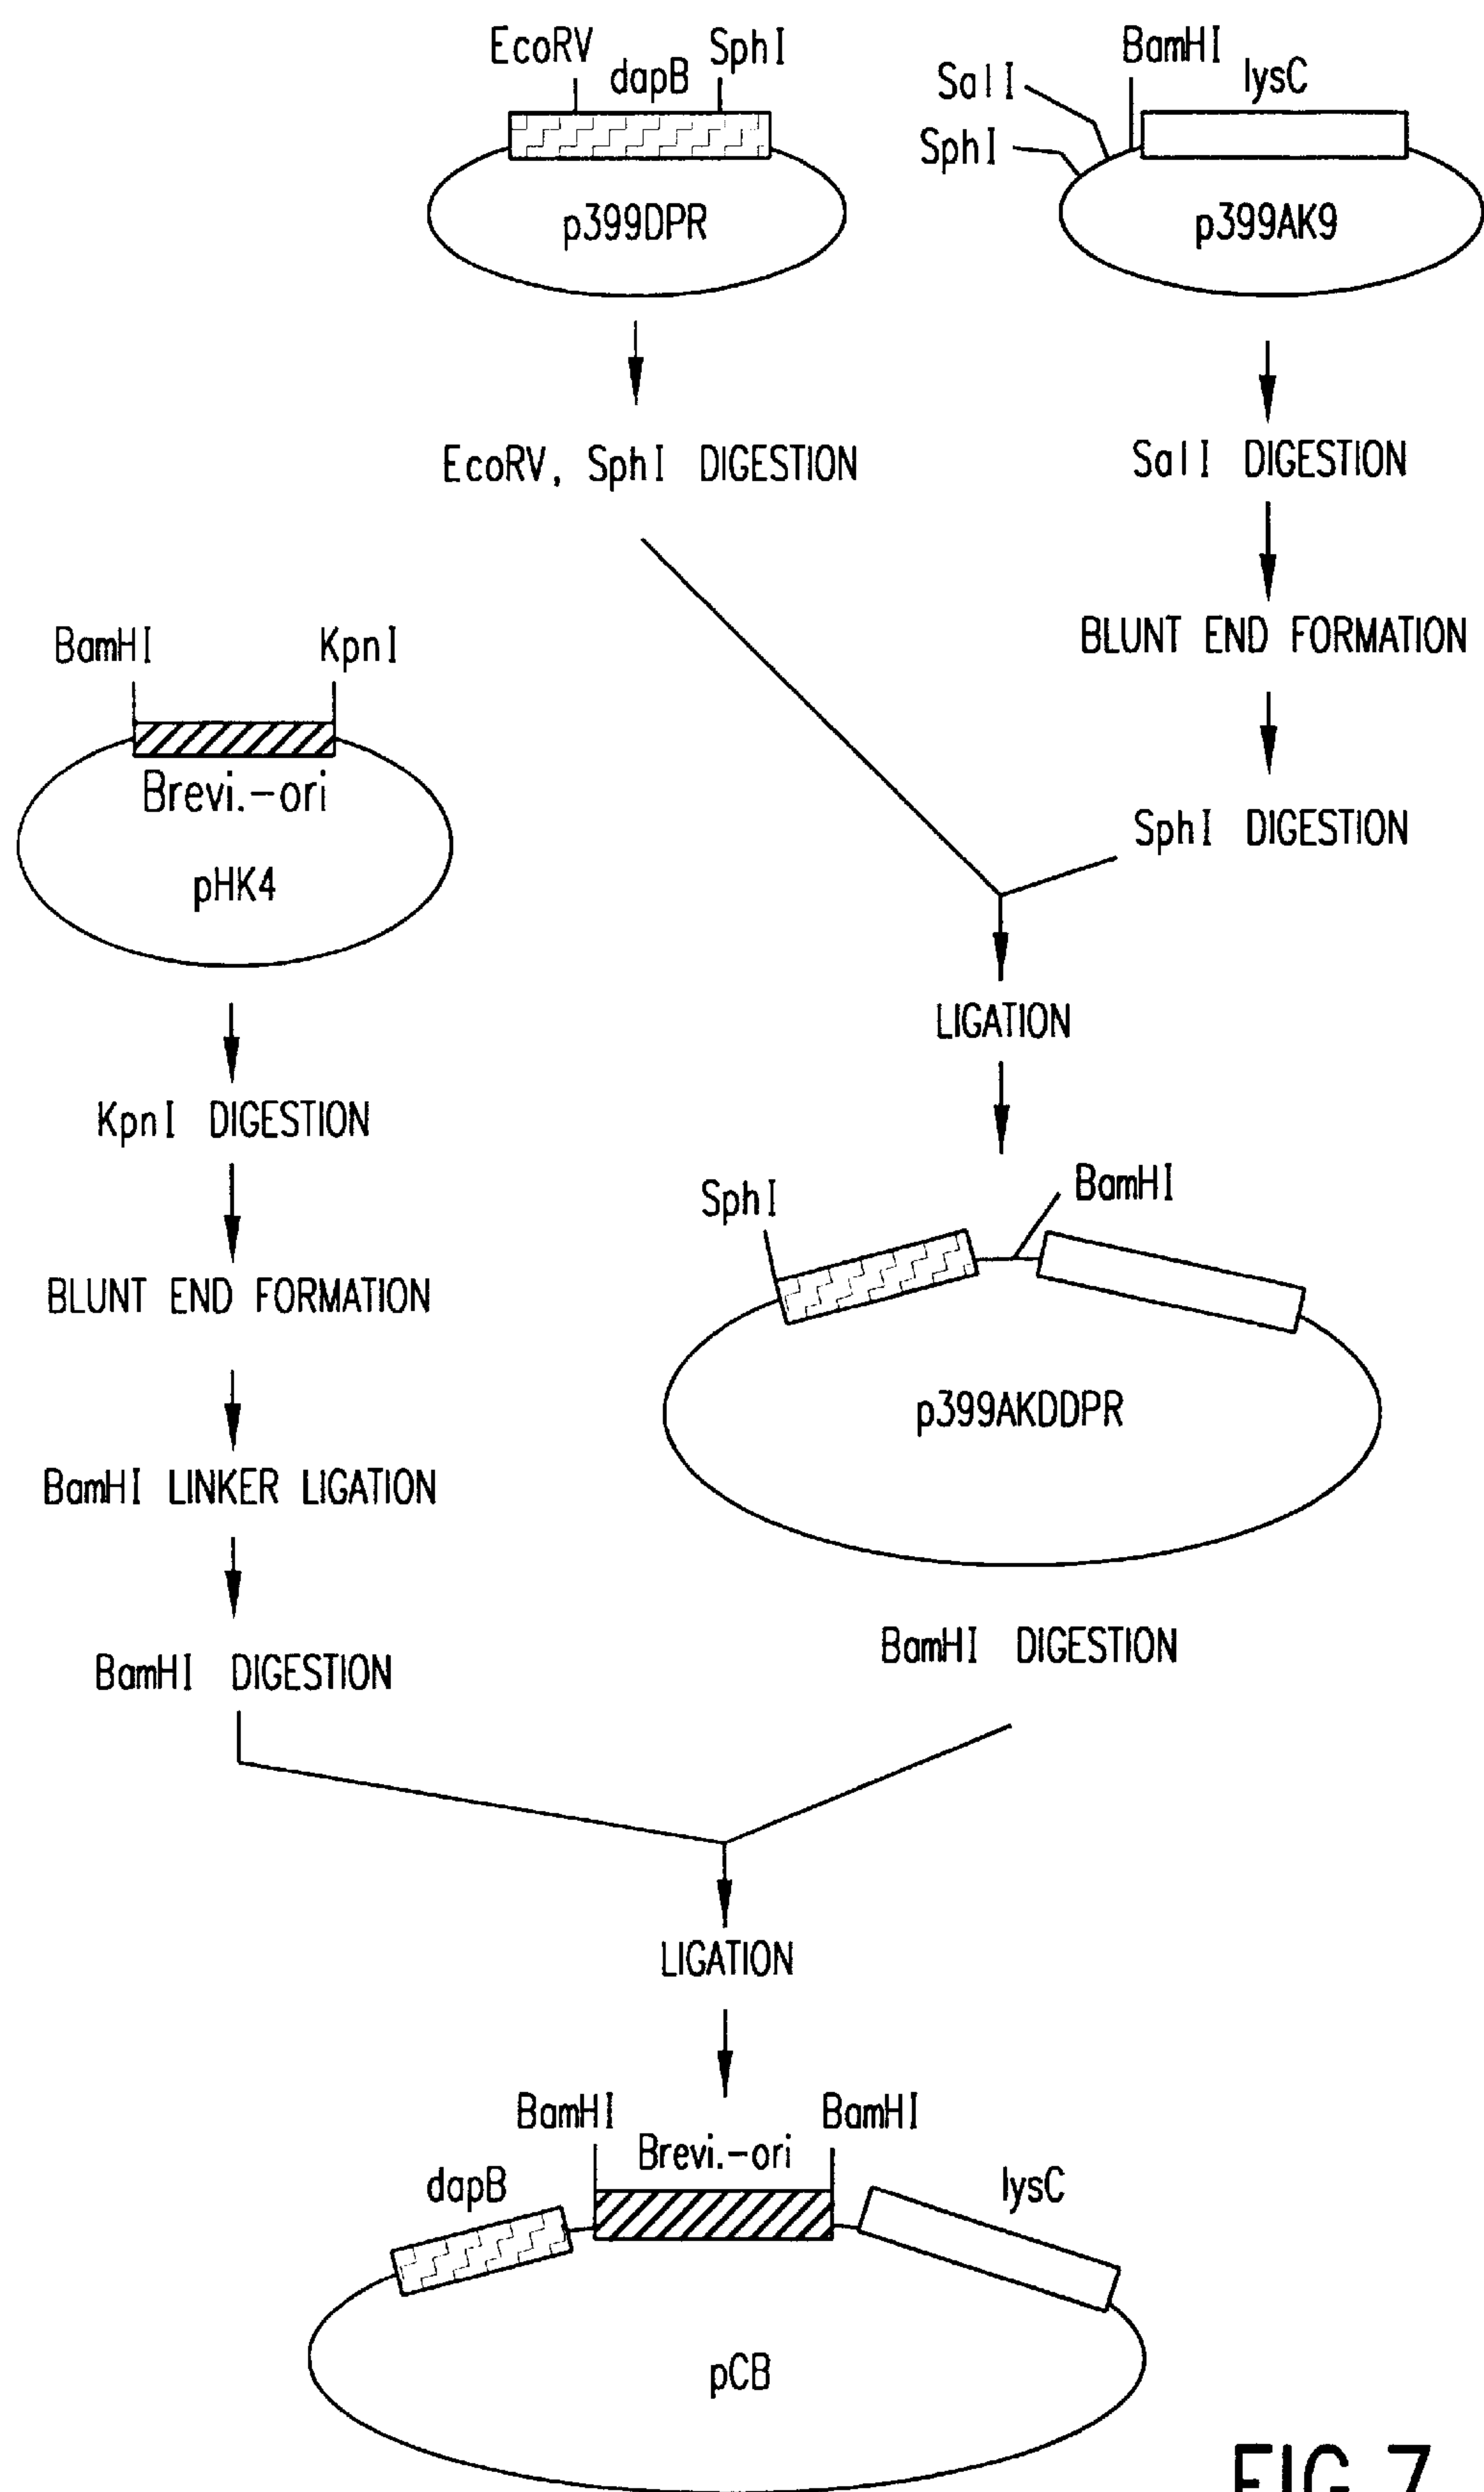 EcoRV dapB SphI
SalI BamHI lysC
SphI
p399DPR
p399AK9
EcoRV, SphI DIGESTION
SalI DIGESTION
BLUNT END FORMATION
SphI DIGESTION
BamHI KpnI
Brevi.-ori
pHK4
LIGATION
KpnI DIGESTION
BLUNT END FORMATION
BamHI LINKER LIGATION
BamHI DIGESTION
SphI BamHI
p399AKDDPR
BamHI DIGESTION
LIGATION
BamHI BamHI
Brevi.-ori
dapB lysC
pCB
FIG. 7